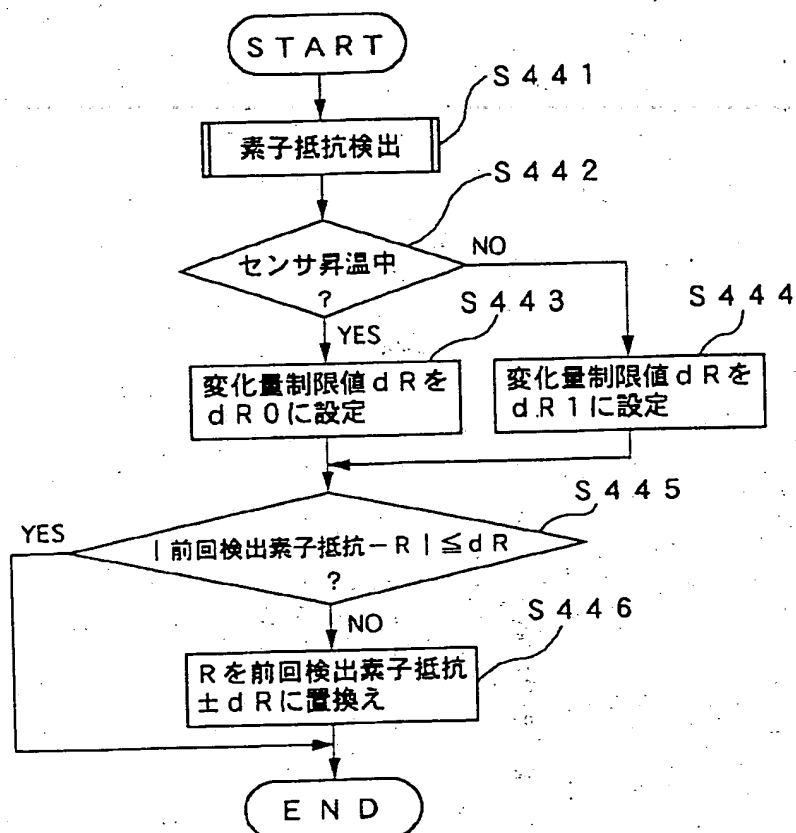 START
S441
素子抵抗検出
S442
センサ昇温中
?
NO
YES
S443
S444
変化量制限値dRを
dR0に設定
変化量制限値dRを
d.R1に設定
S445
YES
|前回検出素子抵抗-R|≦dR
?
NO
S446
Rを前回検出素子抵抗
±dRに置換え
END